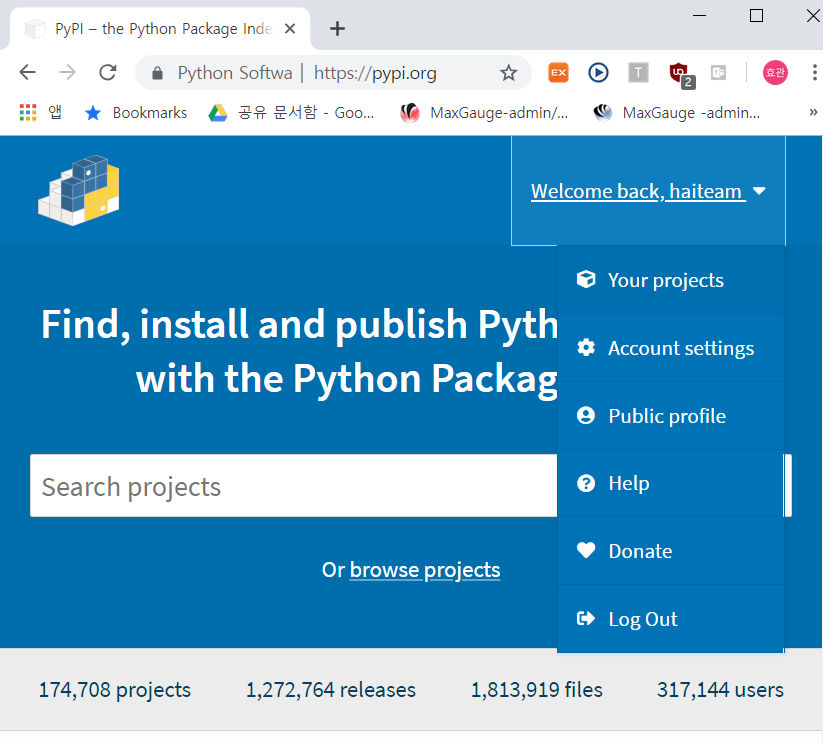 PyPI – the Python Package Inde
Python Softwa | https://pypi.org
EX
T
2
효관
앱
Bookmarks
공유 문서함 - Goo...
MaxGauge-admin/...
MaxGauge -admin...
»
Welcome back, haiteam
Your projects
Account settings
Public profile
Help
Donate
Log Out
Find, install and publish Pyth
with the Python Packag
Search projects
Or browse projects
174,708 projects
1,272,764 releases
1,813,919 files
317,144 users